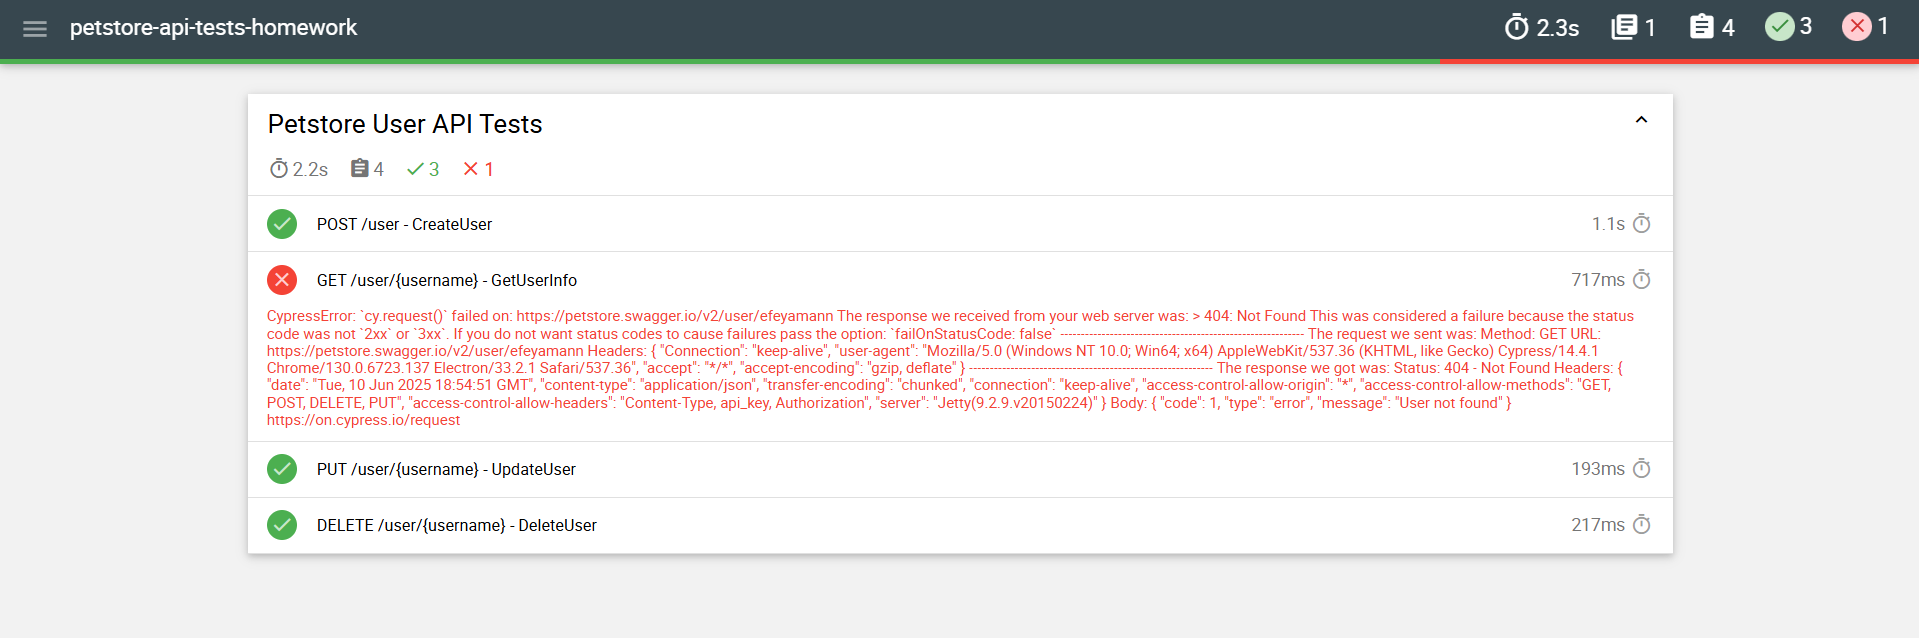 petstore-api-tests-homework
2.3s 1 4 3 1
Petstore User API Tests
2.2s 4 3 1
POST /user - CreateUser 1.1s
GET /user/{username} - GetUserInfo 717ms
CypressError: `cy.request()` failed on: https://petstore.swagger.io/v2/user/efeyamann The response we received from your web server was: > 404: Not Found This was considered a failure because the status
code was not `2xx` or `3xx`. If you do not want status codes to cause failures pass the option: `failOnStatusCode: false` ----------------------------------------------------------- The request we sent was: Method: GET URL:
https://petstore.swagger.io/v2/user/efeyamann Headers: { "Connection": "keep-alive", "user-agent": "Mozilla/5.0 (Windows NT 10.0; Win64; x64) AppleWebKit/537.36 (KHTML, like Gecko) Cypress/14.4.1
Chrome/130.0.6723.137 Electron/33.2.1 Safari/537.36", "accept": "*/*", "accept-encoding": "gzip, deflate" } ----------------------------------------------------------- The response we got was: Status: 404 - Not Found Headers: {
"date": "Tue, 10 Jun 2025 18:54:51 GMT", "content-type": "application/json", "transfer-encoding": "chunked", "connection": "keep-alive", "access-control-allow-origin": "*", "access-control-allow-methods": "GET,
POST, DELETE, PUT", "access-control-allow-headers": "Content-Type, api_key, Authorization", "server": "Jetty(9.2.9.v20150224)" } Body: { "code": 1, "type": "error", "message": "User not found" }
https://on.cypress.io/request
PUT /user/{username} - UpdateUser 193ms
DELETE /user/{username} - DeleteUser 217ms